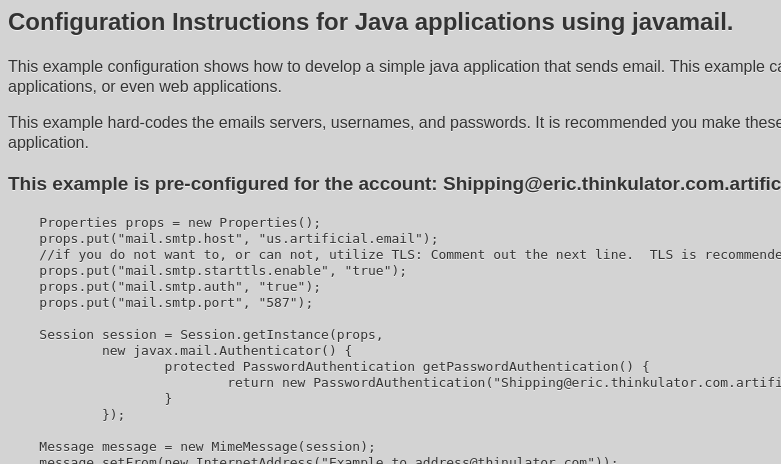 Configuration Instructions for Java applications using javamail.
This example configuration shows how to develop a simple java application that sends email. This example ca
applications, or even web applications.
This example hard-codes the emails servers, usernames, and passwords. It is recommended you make these
application.
This example is pre-configured for the account: Shipping@eric.thinkulator.com.artific
Properties props = new Properties();
props.put("mail.smtp.host", "us.artificial.email");
//if you do not want to, or can not, utilize TLS: Comment out the next line.  TLS is recommende
props.put("mail.smtp.starttls.enable", "true");
props.put("mail.smtp.auth", "true");
props.put("mail.smtp.port", "587");
Session session = Session.getInstance(props,
new javax.mail.Authenticator() {
protected PasswordAuthentication getPasswordAuthentication() {
return new PasswordAuthentication("Shipping@eric.thinkulator.com.artifi
}
});
Message message = new MimeMessage(session);
message.setFrom(new InternetAddress("Example_to_address@thinulator.com"));